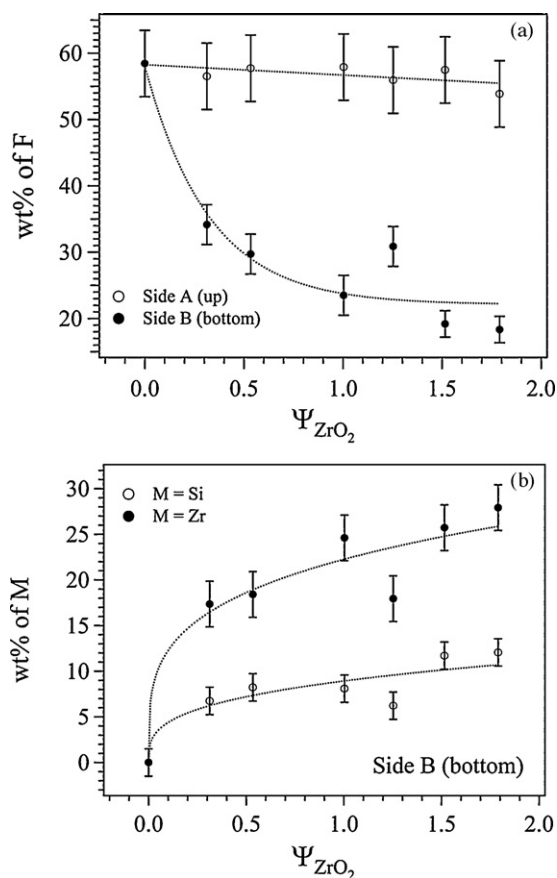 (a)
wt% of F
60
50
40
30
20
Side A (up)
Side B (bottom)
0.0 0.5 1.0 1.5 2.0
ΨZrO2
(b)
wt% of M
30
25
20
15
10
5
0
M = Si
M = Zr
Side B (bottom)
0.0 0.5 1.0 1.5 2.0
ΨZrO2